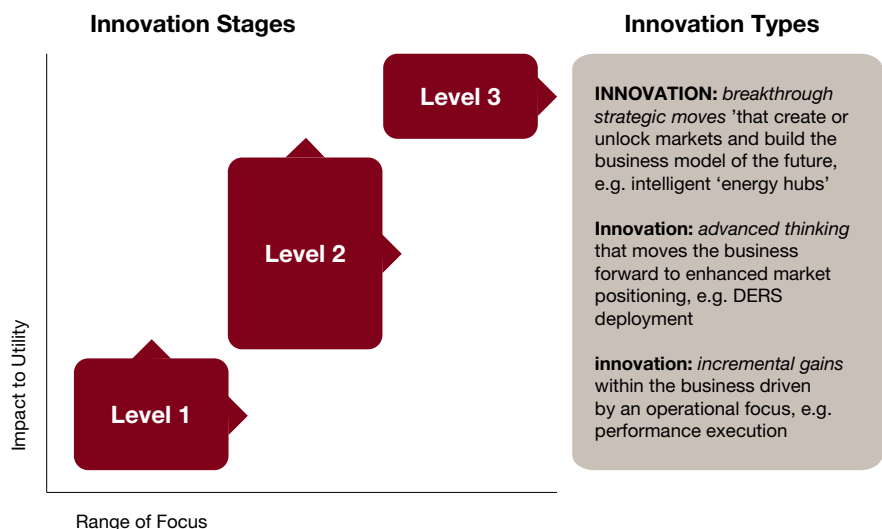 Innovation Stages
Innovation Types
Level 3
Level 2
Level 1
Impact to Utility
Range of Focus
INNOVATION: breakthrough
strategic moves ’that create or
unlock markets and build the
business model of the future,
e.g. intelligent ‘energy hubs’
Innovation: advanced thinking
that moves the business
forward to enhanced market
positioning, e.g. DERS
deployment
innovation: incremental gains
within the business driven
by an operational focus, e.g.
performance execution